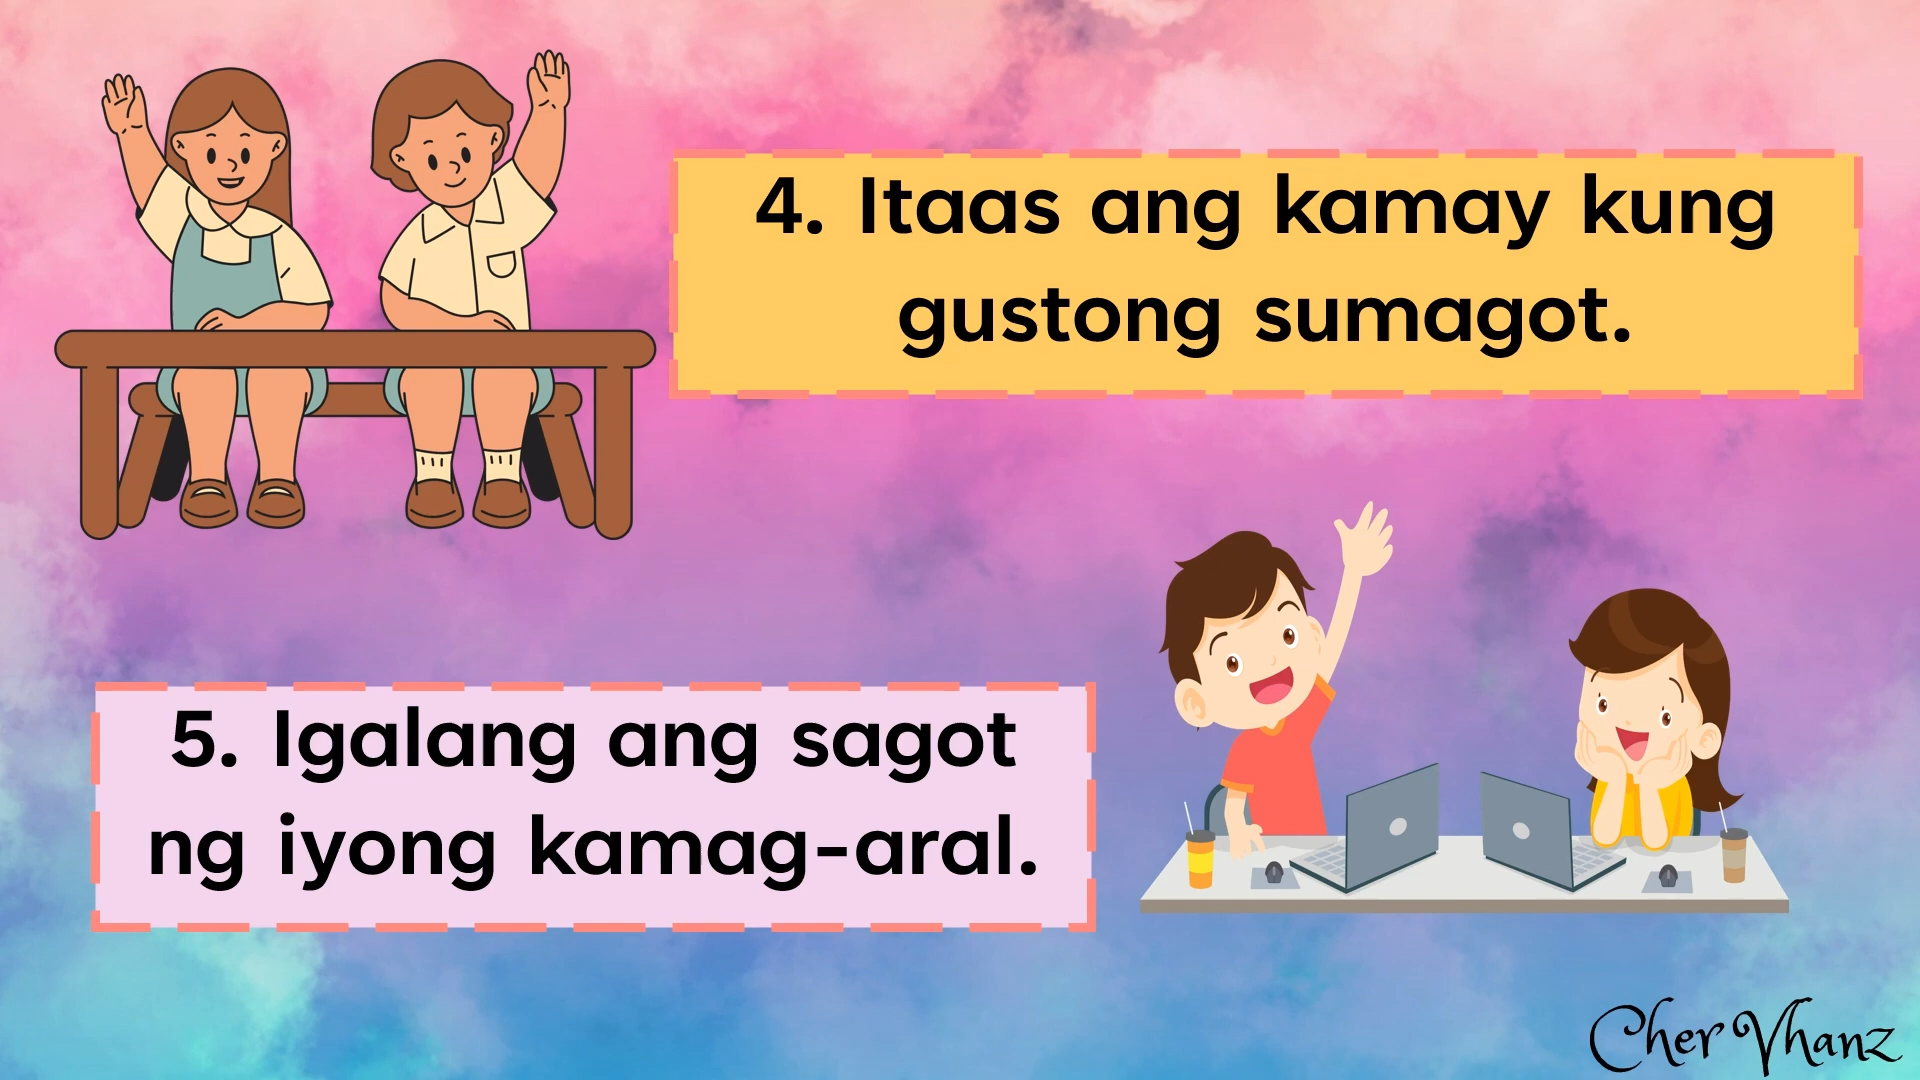 4. Itaas ang kamay kung
gustong sumagot.
5. Igalang ang sagot
ng iyong kamag-aral.
Cher Vhanz